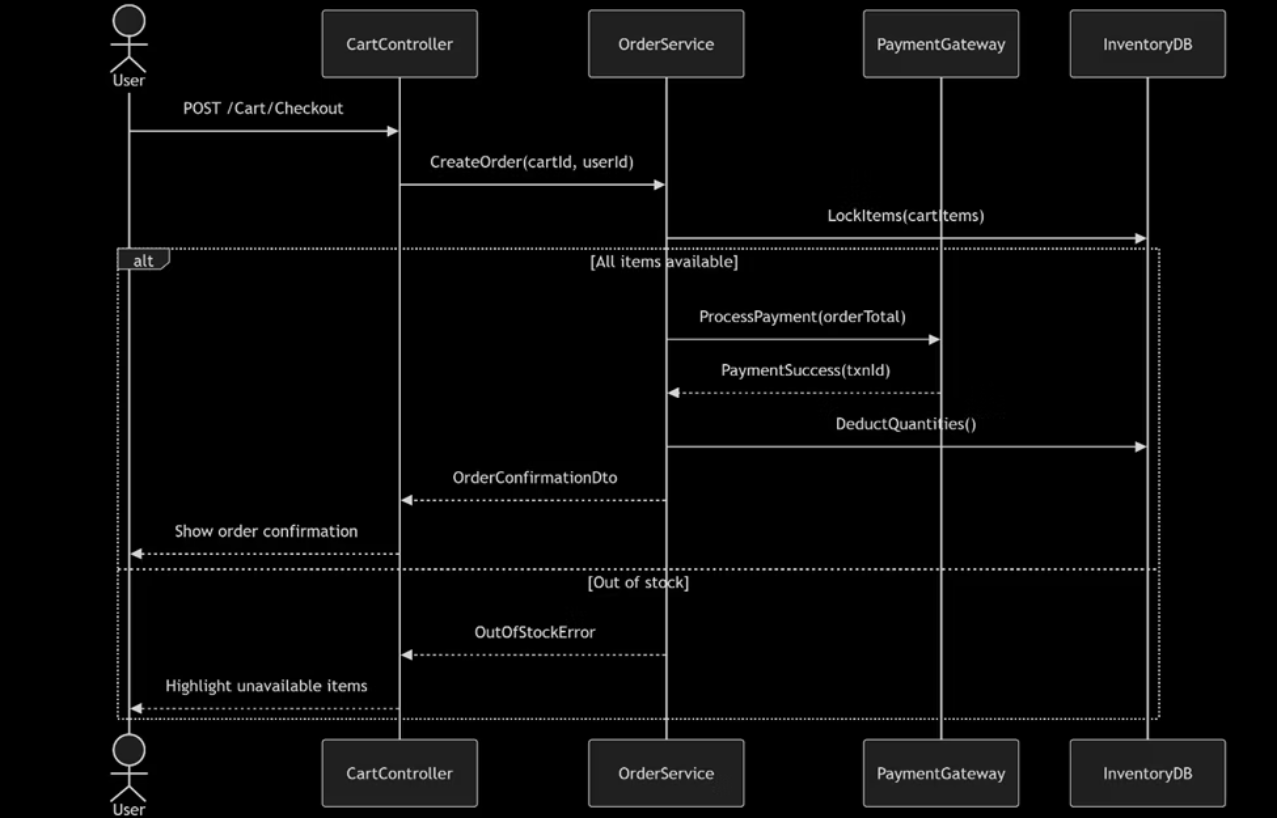 User
CartController
OrderService
PaymentGateway
InventoryDB
POST /Cart/Checkout
CreateOrder(cartId, userId)
LockItems(cartItems)
alt
[All items available]
ProcessPayment(orderTotal)
PaymentSuccess(txnId)
DeductQuantities()
OrderConfirmationDto
Show order confirmation
[Out of stock]
OutOfStockError
Highlight unavailable items
User
CartController
OrderService
PaymentGateway
InventoryDB